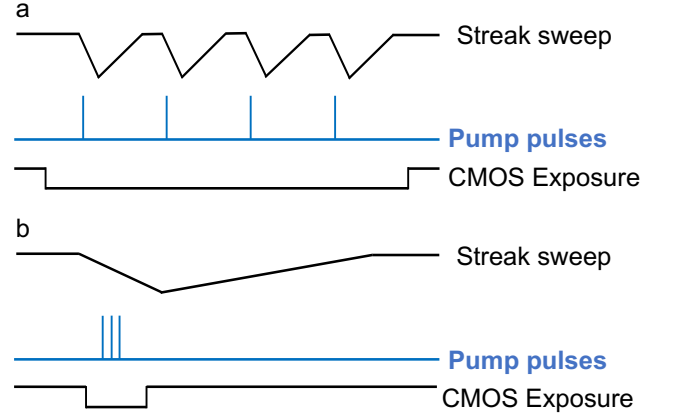 a
Streak sweep
Pump pulses
CMOS Exposure
b
Streak sweep
Pump pulses
CMOS Exposure